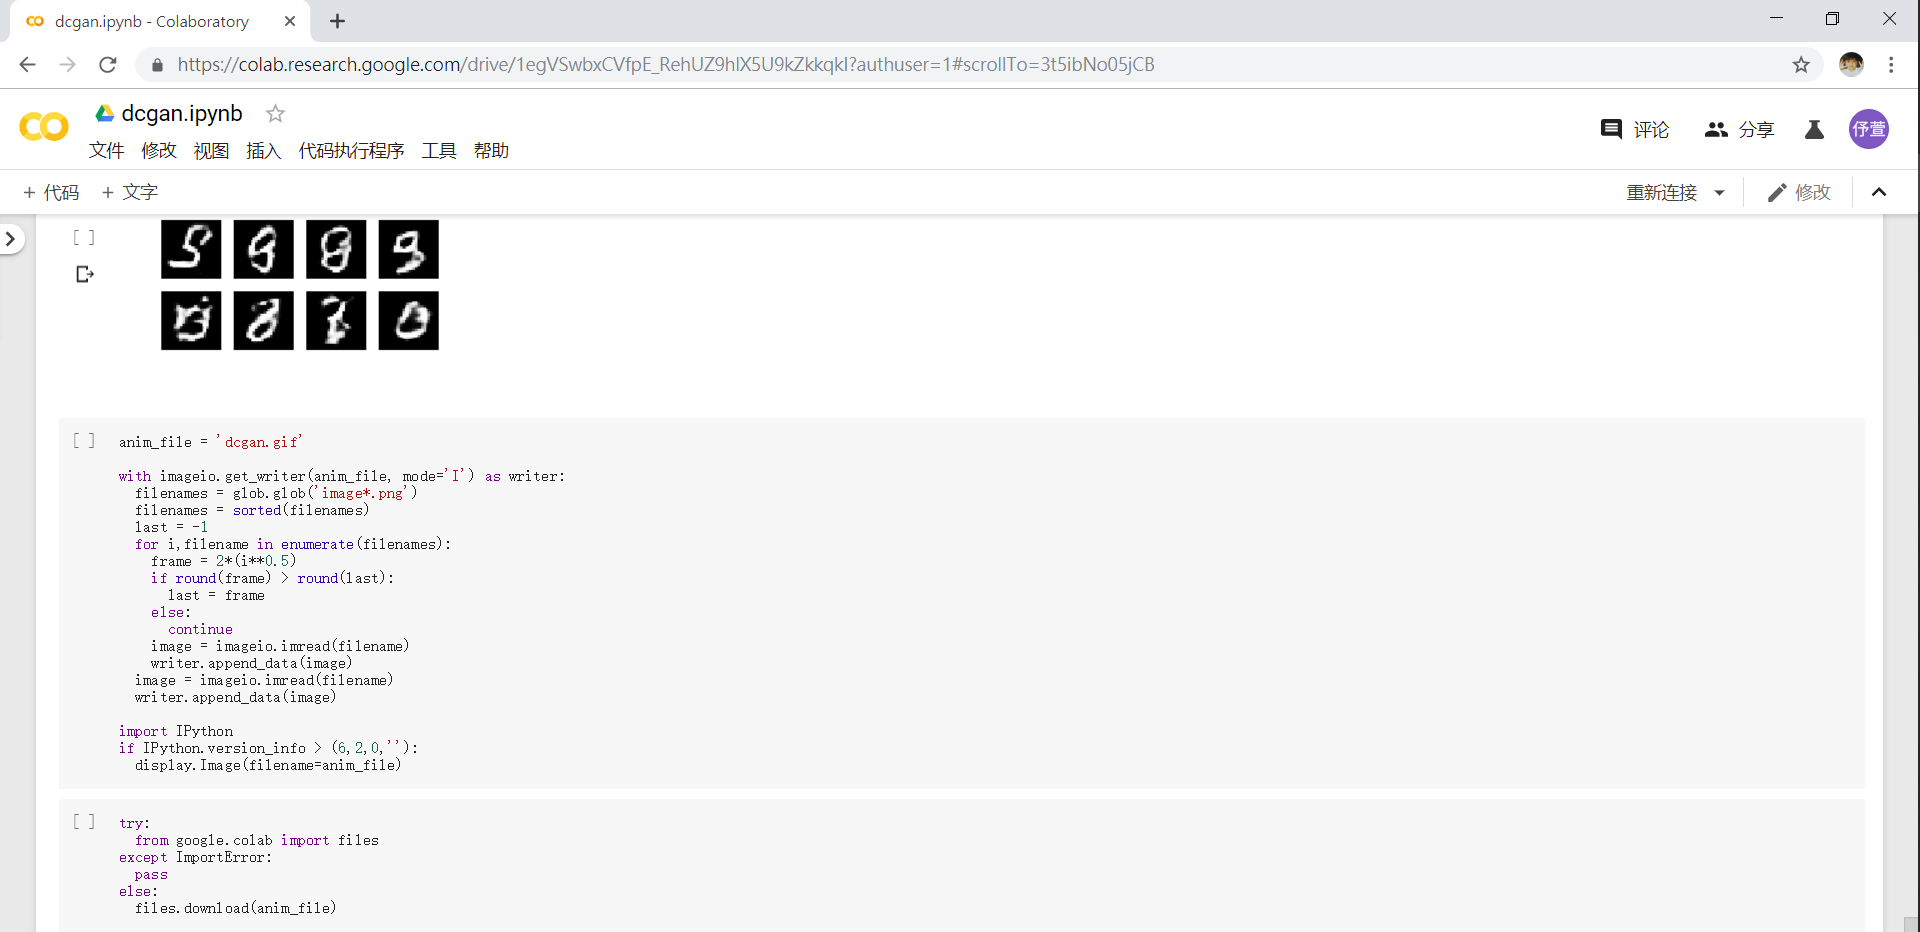 dcgan.ipynb - Colaboratory
https://colab.research.google.com/drive/1egVSwbxCVfpE_RehUZ9hlX5U9kZkkqkI?authuser=1#scrollTo=3t5ibNo05jCB
dcgan.ipynb
评论 分享 伃萱
文件 修改 视图 插入 代码执行程序 工具 帮助
+ 代码 + 文字 重新连接 修改
[ ]
[ ] anim_file = 'dcgan.gif'
with imageio.get_writer(anim_file, mode='I') as writer:
filenames = glob.glob('image*.png')
filenames = sorted(filenames)
last = -1
for i,filename in enumerate(filenames):
frame = 2*(i**0.5)
if round(frame) > round(last):
last = frame
else:
continue
image = imageio.imread(filename)
writer.append_data(image)
image = imageio.imread(filename)
writer.append_data(image)
import IPython
if IPython.version_info > (6,2,0,''):
display.Image(filename=anim_file)
[ ] try:
from google.colab import files
except ImportError:
pass
else:
files.download(anim_file)